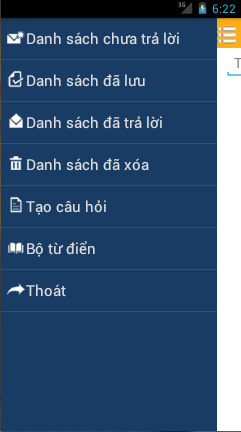 3G 6:22
Danh sách chưa trả lời
Danh sách đã lưu
Danh sách đã trả lời
Danh sách đã xóa
Tạo câu hỏi
Bộ từ điển
Thoát